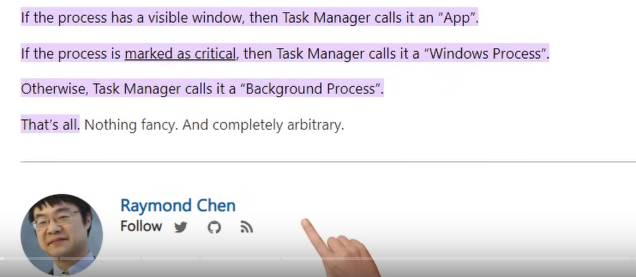 If the process has a visible window, then Task Manager calls it an “App”.
If the process is marked as critical, then Task Manager calls it a “Windows Process”.
Otherwise, Task Manager calls it a “Background Process”.
That’s all. Nothing fancy. And completely arbitrary.
Raymond Chen
Follow